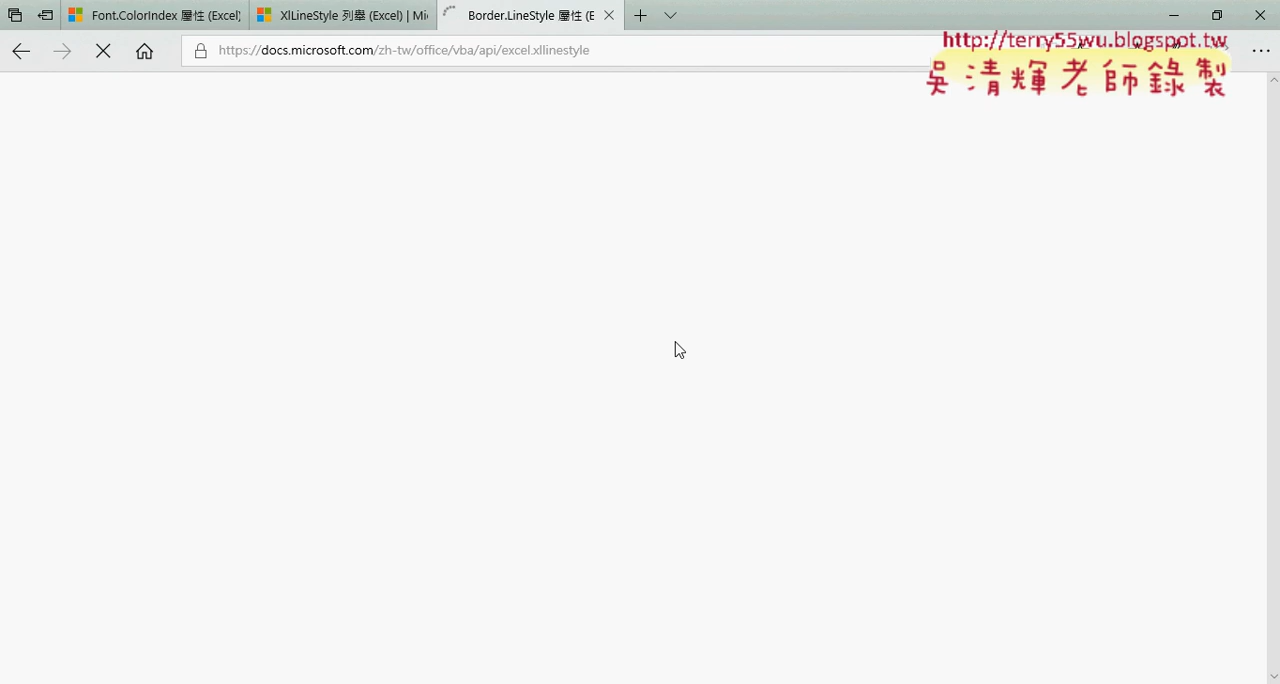 Font.ColorIndex 屬性 (Excel)
XlLineStyle 列舉 (Excel) | Mi
Border.LineStyle 屬性 (E
https://docs.microsoft.com/zh-tw/office/vba/api/excel.xllinestyle
http://terry55wu.blogspot.tw
吳清輝老師錄製